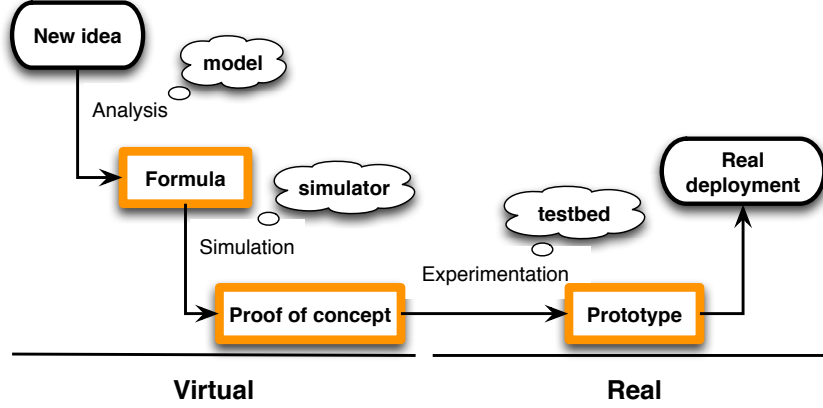 New idea
model
Analysis
Formula
simulator
Simulation
Proof of concept
testbed
Experimentation
Prototype
Real
deployment
Virtual
Real